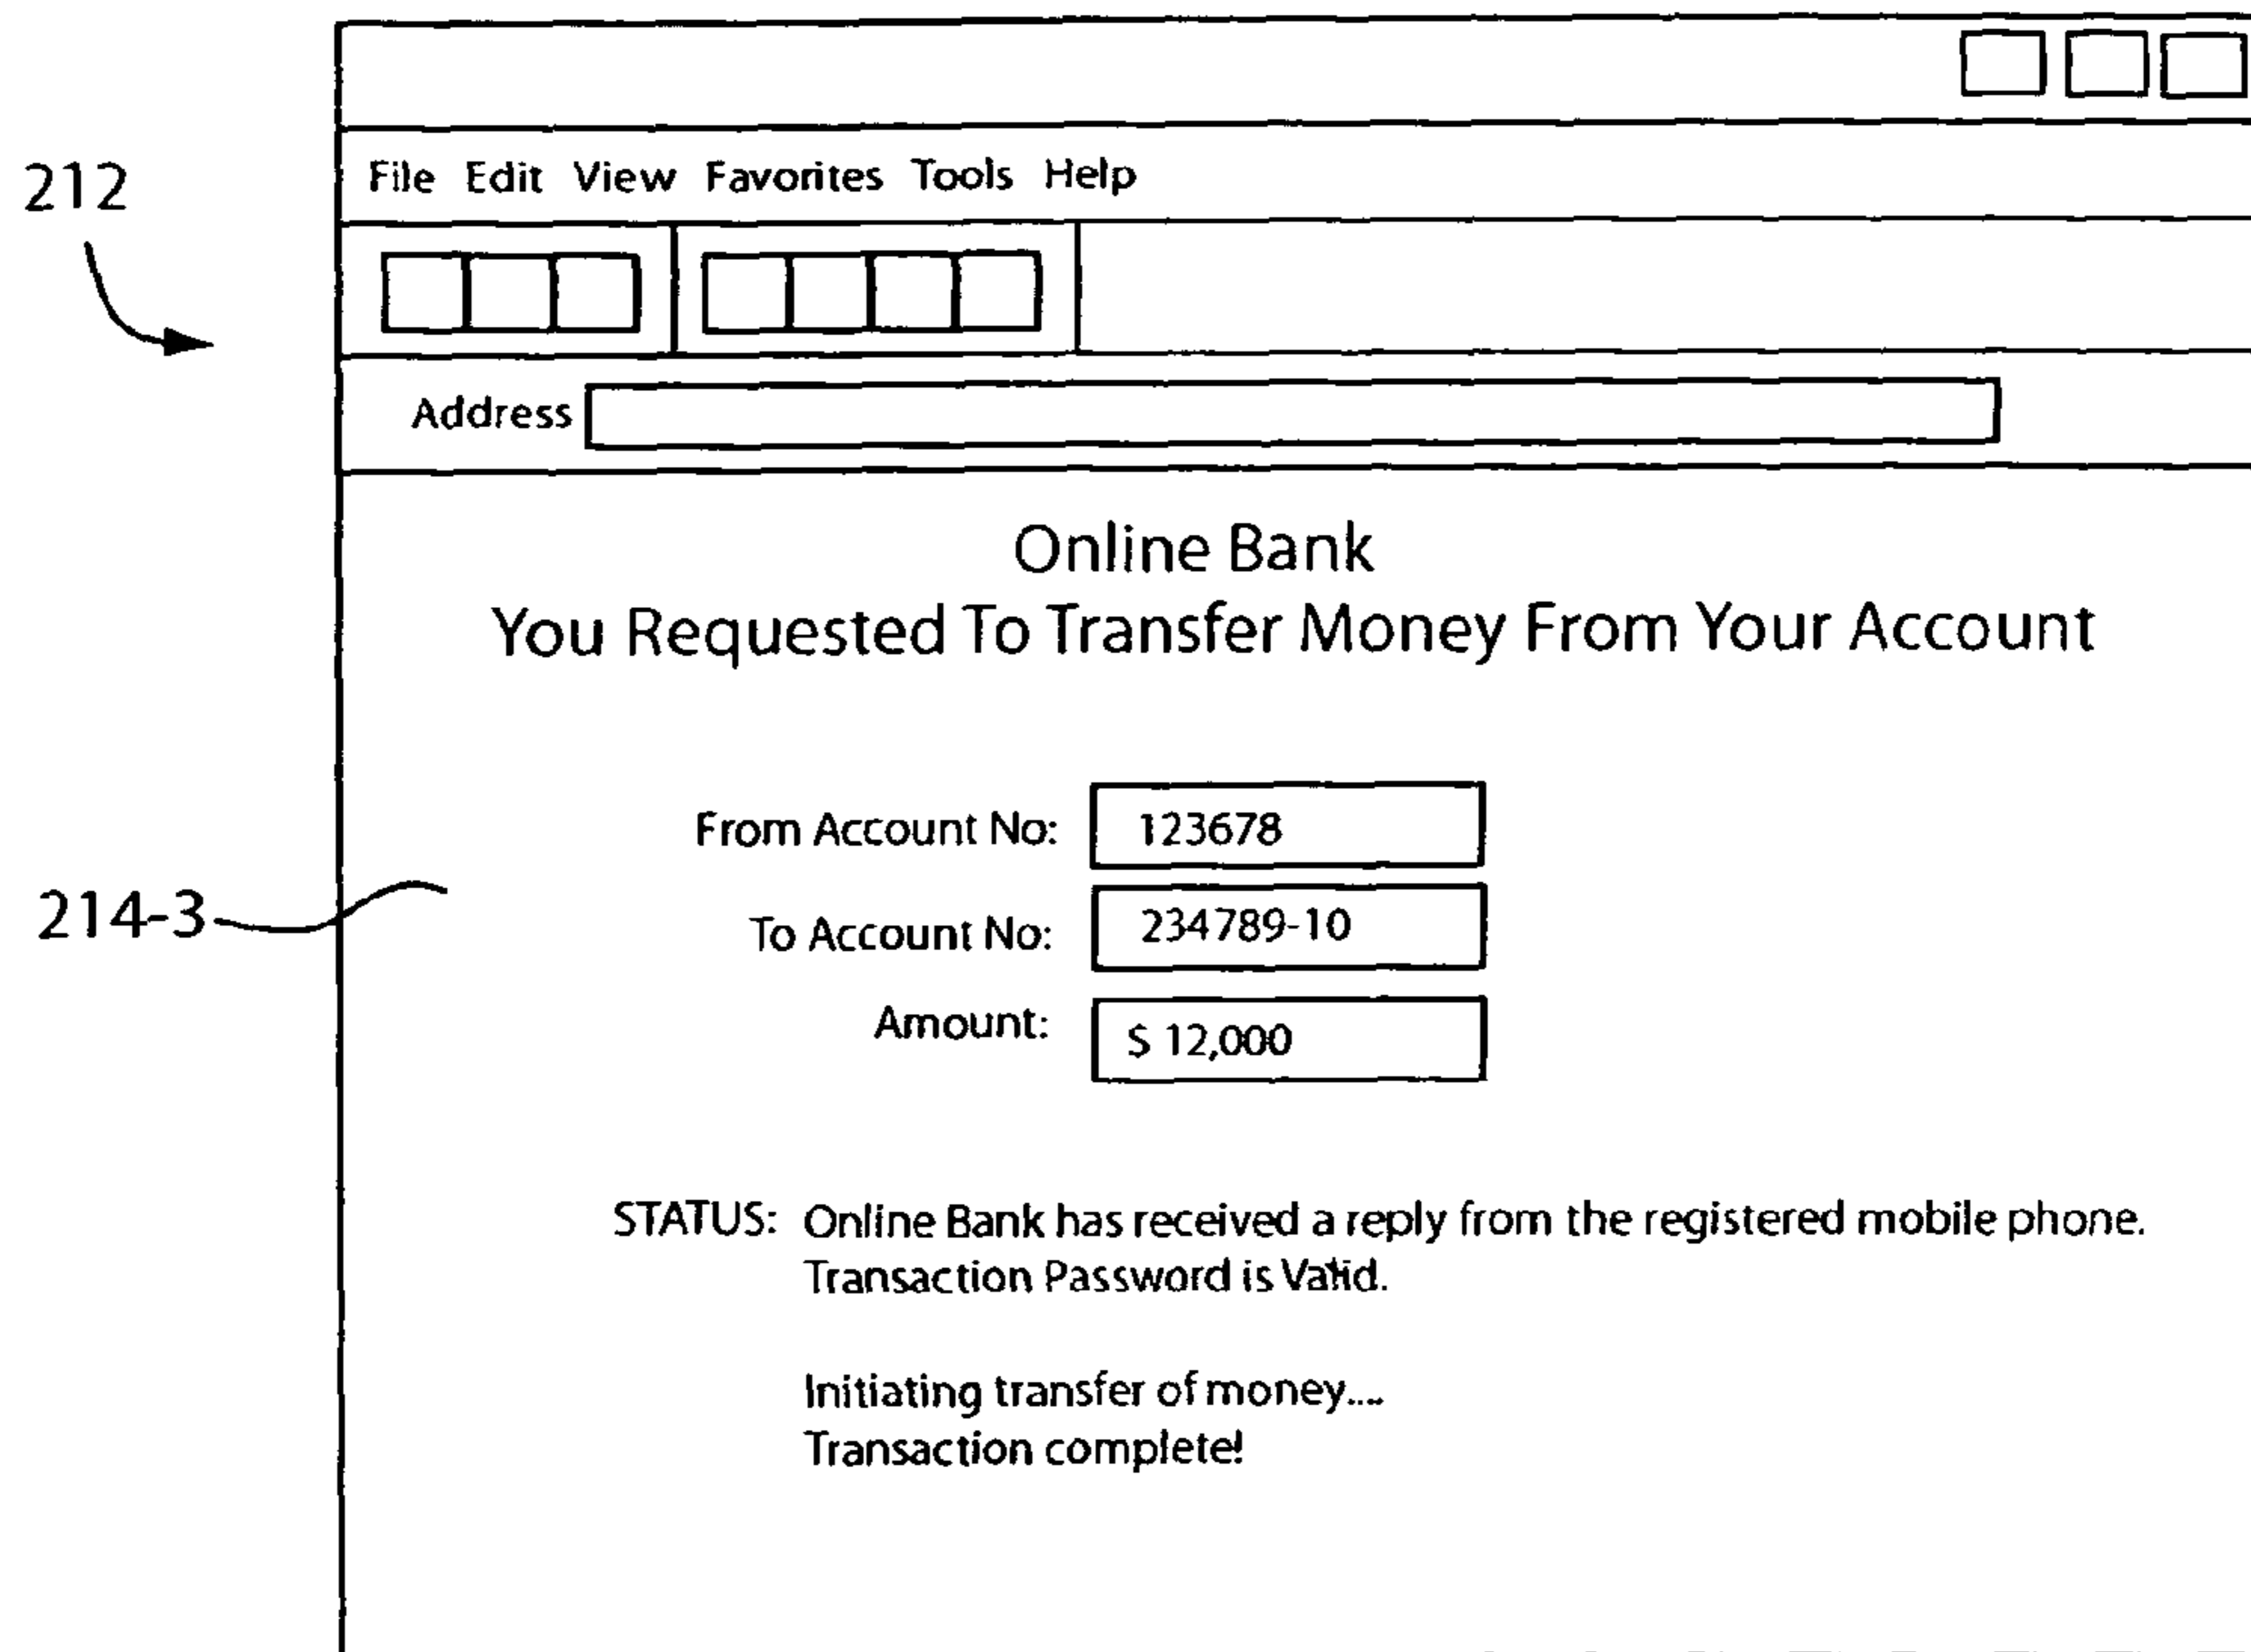 212
File Edit View Favorites Tools Help
Address
Online Bank
You Requested To Transfer Money From Your Account
From Account No: 123678
214-3
To Account No: 234789-10
Amount: $ 12,000
STATUS: Online Bank has received a reply from the registered mobile phone.
Transaction Password is Valid.
Initiating transfer of money....
Transaction complete!